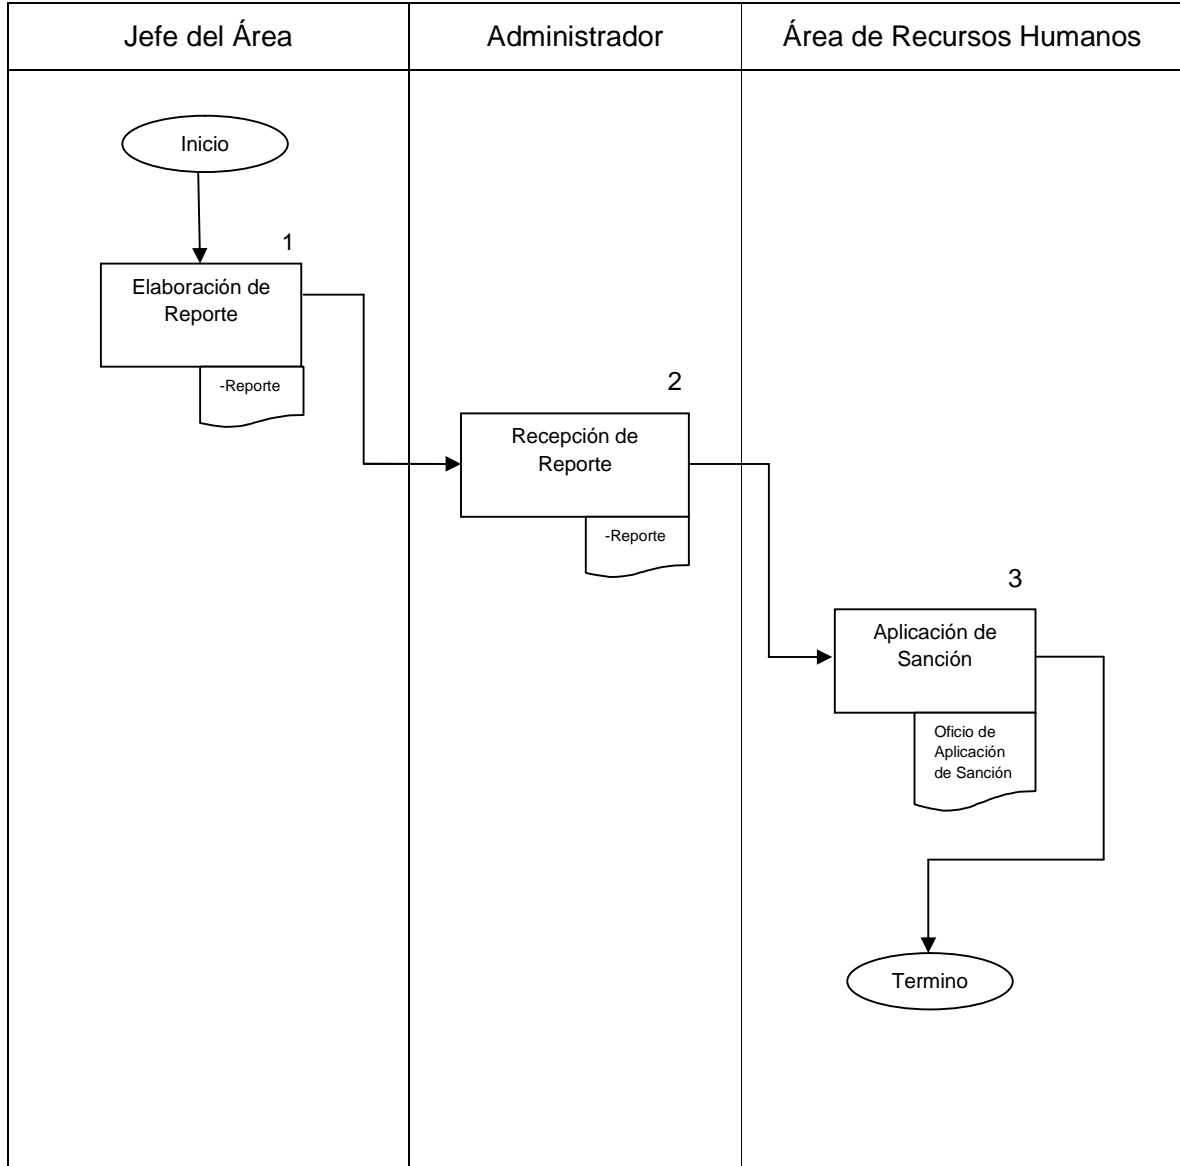 Jefe del Área
Administrador
Área de Recursos Humanos
Inicio
1
Elaboración de
Reporte
-Reporte
2
Recepción de
Reporte
-Reporte
3
Aplicación de
Sanción
Oficio de
Aplicación
de Sanción
Termino